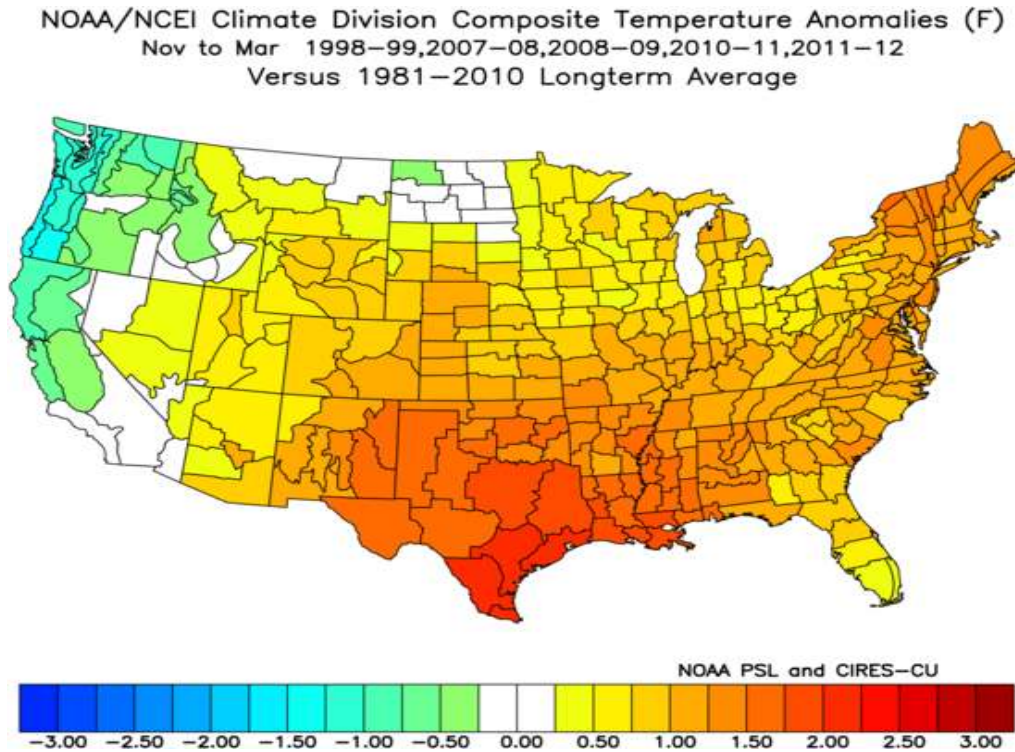 NOAA/NCEI Climate Division Composite Temperature Anomalies (F)
Nov to Mar 1998-99,2007-08,2008-09,2010-11,2011-12
Versus 1981-2010 Longterm Average
NOAA PSL and CIRES-CU
-3.00 -2.50 -2.00 -1.50 -1.00 -0.50 0.00 0.50 1.00 1.50 2.00 2.50 3.00